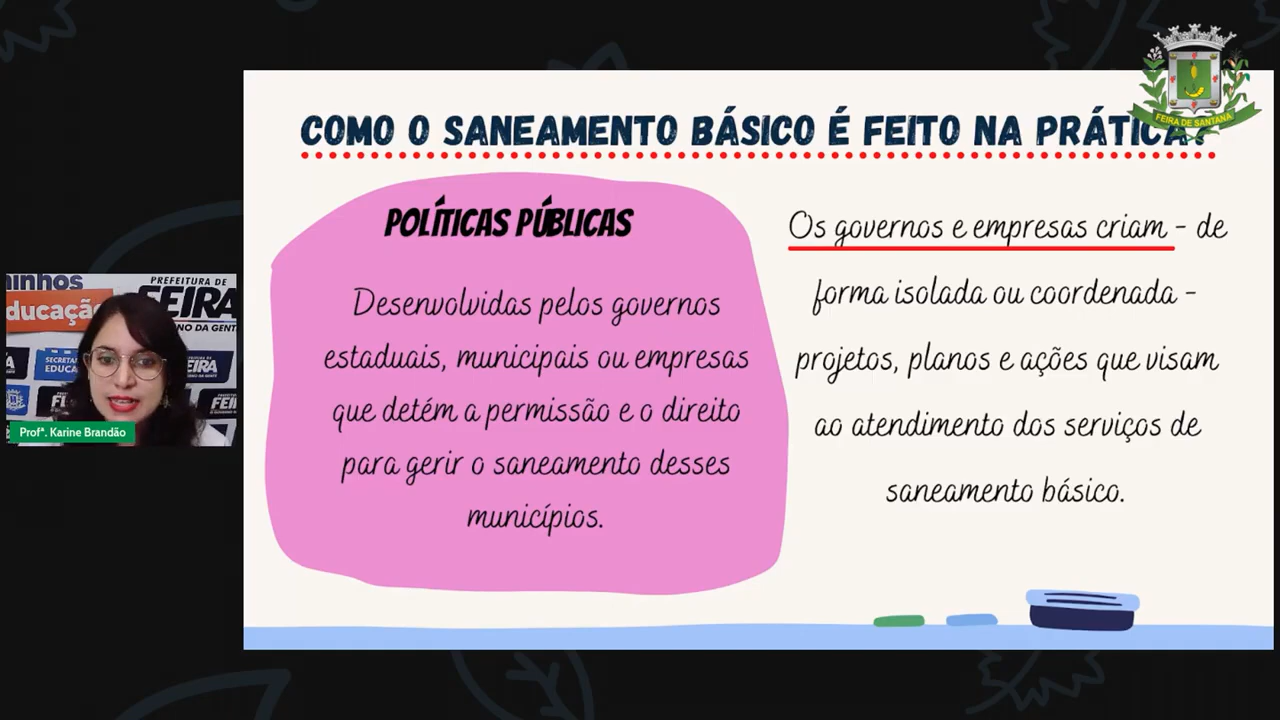 FEIRA DE SANTANA
COMO O SANEAMENTO BÁSICO É FEITO NA PRÁTICA?
POLÍTICAS PÚBLICAS
Desenvolvidas pelos governos
estaduais, municipais ou empresas
que detém a permissão e o direito
para gerir o saneamento desses
municípios.
Os governos e empresas criam - de
forma isolada ou coordenada -
projetos, planos e ações que visam
ao atendimento dos serviços de
saneamento básico.
PREFEITURA DE
FEIRA
Profª. Karine Brandão